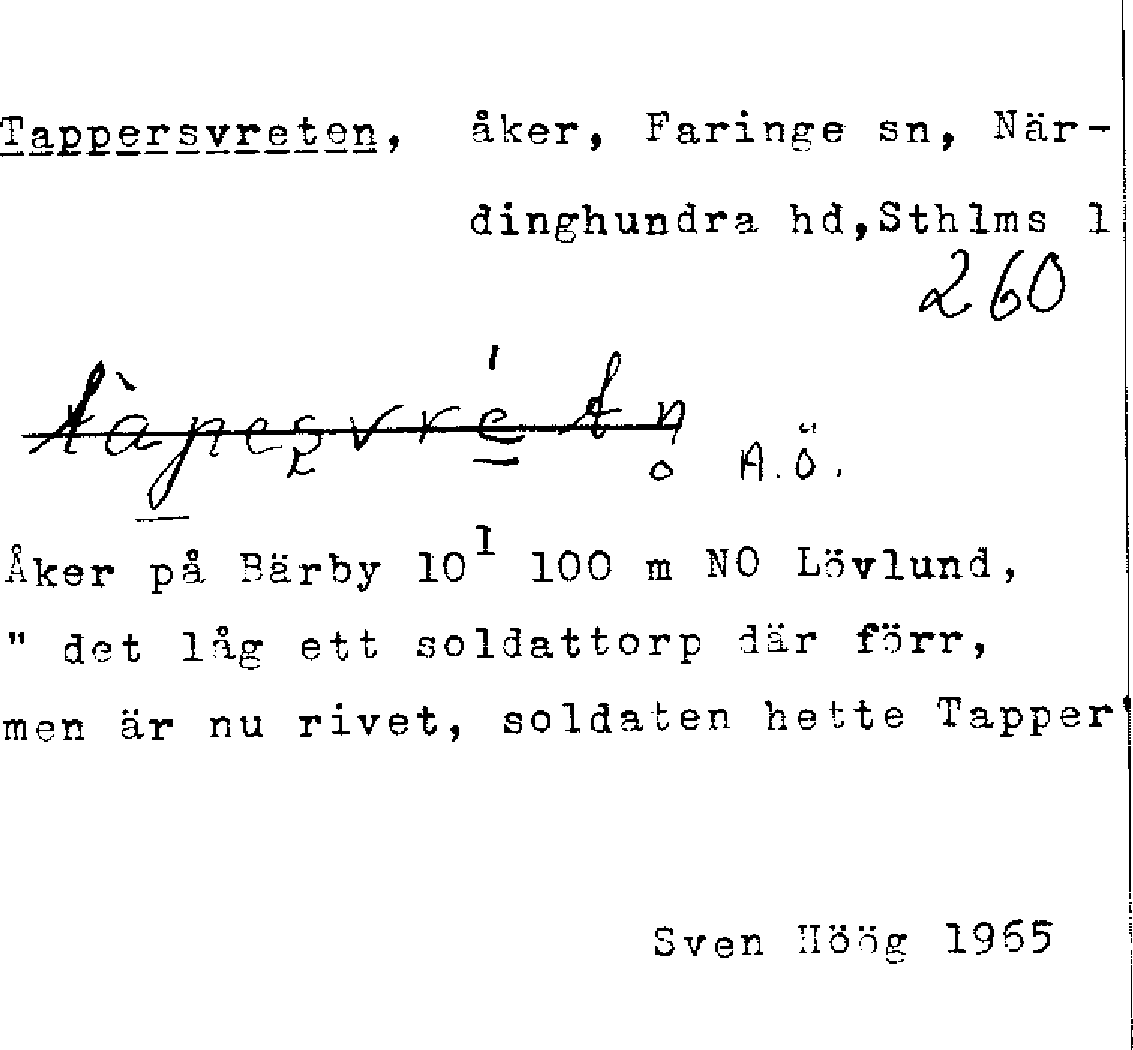 Tappersvreten, åker, Faringe sn, När-
dinghundra hd,Sthlms l
260
A.Ö.
Åker på Bärby 10^I 100 m NO Lövlund,
" det låg ett soldattorp där förr,
men är nu rivet, soldaten hette Tapper"
Sven Höög 1965